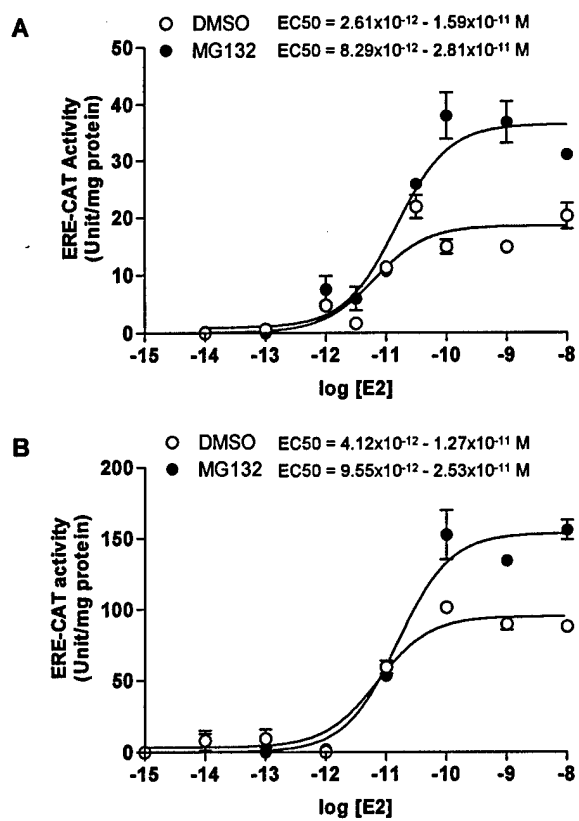 A
DMSO EC50 = 2.61x10-12 - 1.59x10-11 M
MG132 EC50 = 8.29x10-12 - 2.81x10-11 M
ERE-CAT Activity
(Unit/mg protein)
50
40
30
20
10
0
-15 -14 -13 -12 -11 -10 -9 -8
log [E2]
B
DMSO EC50 = 4.12x10-12 - 1.27x10-11 M
MG132 EC50 = 9.55x10-12 - 2.53x10-11 M
ERE-CAT activity
(Unit/mg protein)
200
150
100
50
0
-15 -14 -13 -12 -11 -10 -9 -8
log [E2]